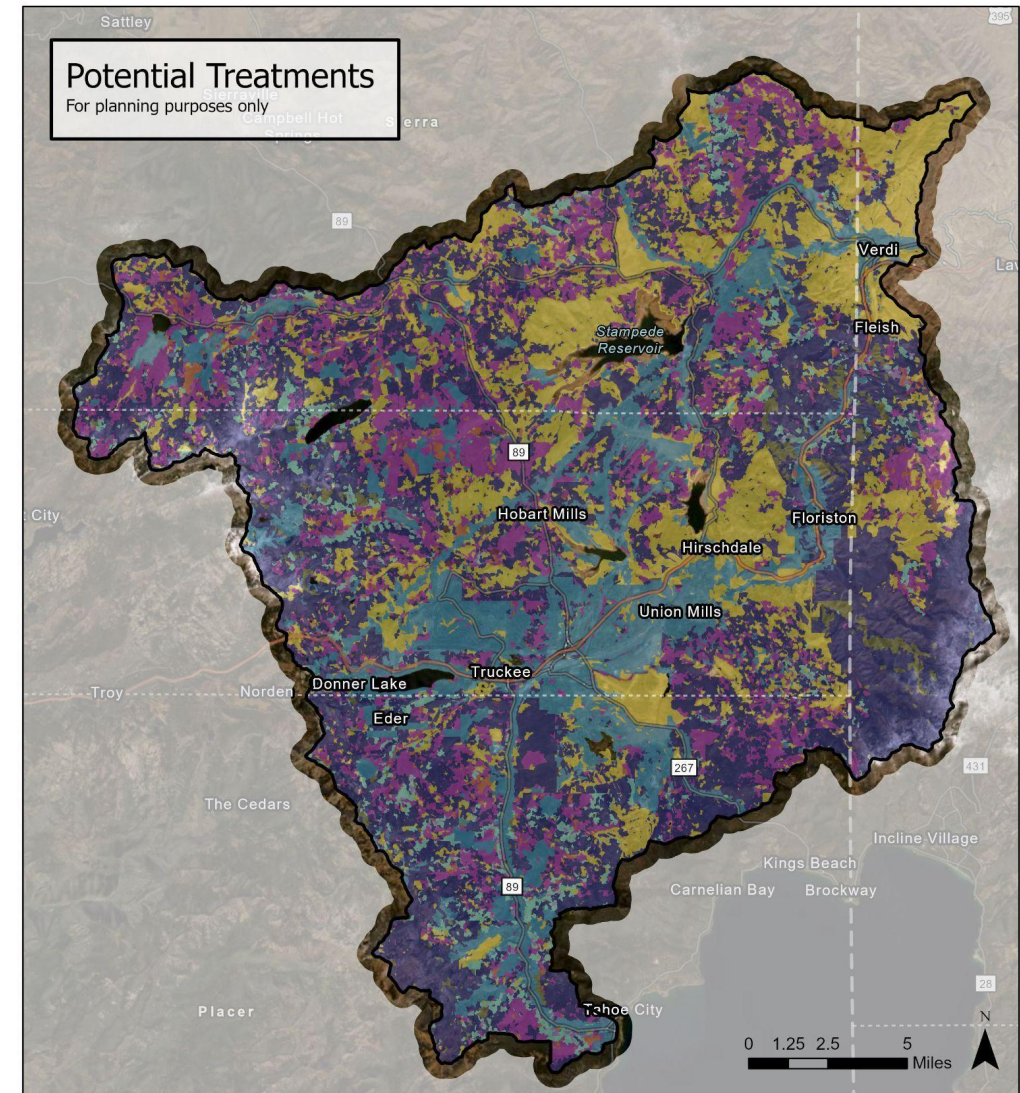 Sattley
395
Potential Treatments
For planning purposes only
Sierraville
Campbell Hot
Springs
Sierra
89
Verdi
Fleish
Stampede
Reservoir
89
City
Hobart Mills
Floriston
Hirschdale
Union Mills
Truckee
Donner Lake
Troy
Norden
Eder
267
431
The Cedars
Incline Village
Kings Beach
Carnelian Bay
Brockway
89
28
Placer
Tahoe City
N
0 1.25 2.5 5
Miles